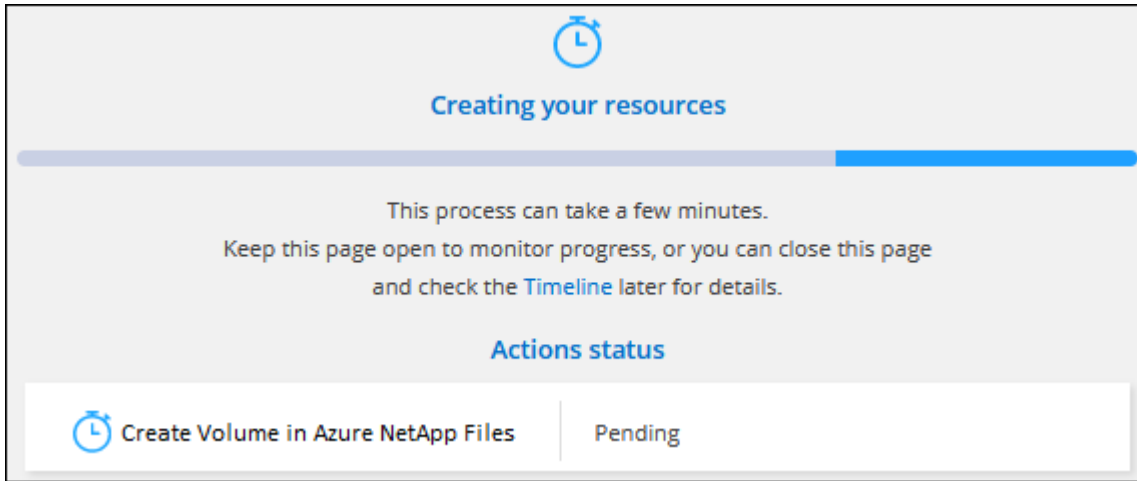 Creating your resources
This process can take a few minutes.
Keep this page open to monitor progress, or you can close this page
and check the Timeline later for details.
Actions status
Create Volume in Azure NetApp Files Pending